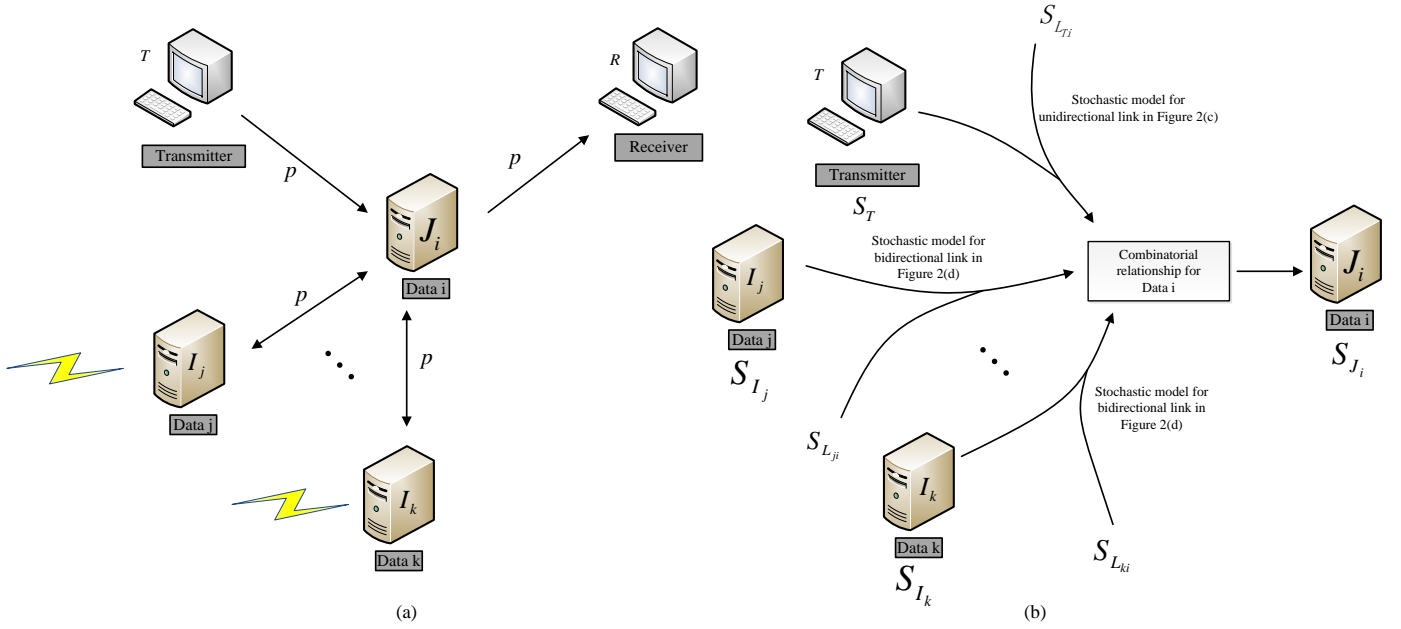 T
Transmitter
p
R
Receiver
p
J_i
Data i
p
I_j
Data j
p
I_k
Data k
(a)
S_{L_{Ti}}
T
Stochastic model for
unidirectional link in Figure 2(c)
Transmitter
S_T
I_j
Data j
S_{I_j}
Stochastic model for
bidirectional link in
Figure 2(d)
Combinatorial
relationship for
Data i
J_i
Data i
S_{J_i}
S_{L_{ji}}
I_k
Data k
S_{I_k}
Stochastic model for
bidirectional link in
Figure 2(d)
S_{L_{ki}}
(b)